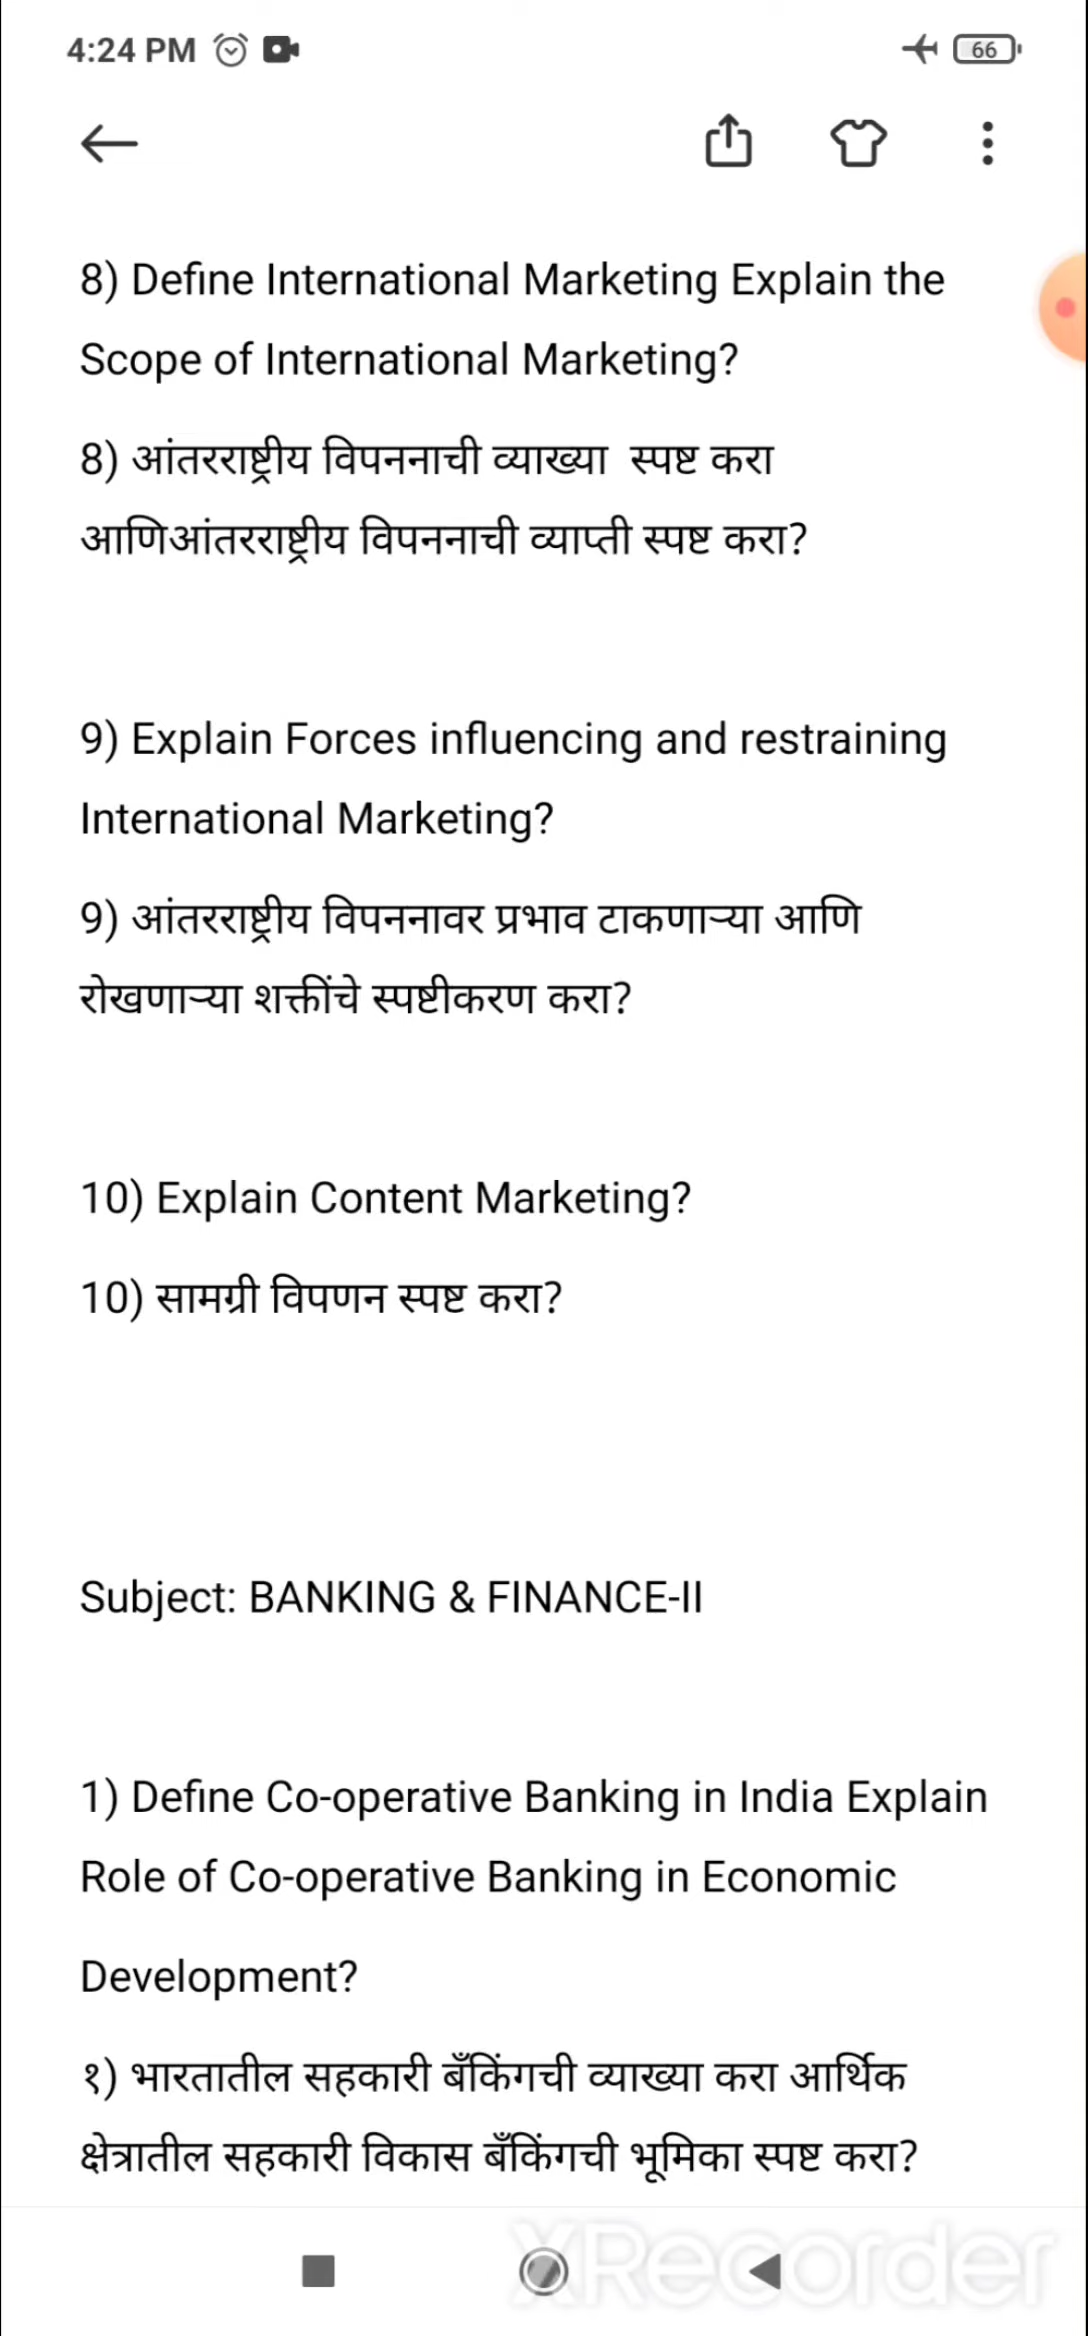 4:24 PM
66
8) Define International Marketing Explain the
Scope of International Marketing?
8) आंतरराष्ट्रीय विपननाची व्याख्या  स्पष्ट करा
आणिआंतरराष्ट्रीय विपननाची व्याप्ती स्पष्ट करा?
9) Explain Forces influencing and restraining
International Marketing?
9) आंतरराष्ट्रीय विपननावर प्रभाव टाकणाऱ्या आणि
रोखणाऱ्या शक्तींचे स्पष्टीकरण करा?
10) Explain Content Marketing?
10) सामग्री विपणन स्पष्ट करा?
Subject: BANKING & FINANCE-II
1) Define Co-operative Banking in India Explain
Role of Co-operative Banking in Economic
Development?
१) भारतातील सहकारी बँकिंगची व्याख्या करा आर्थिक
क्षेत्रातील सहकारी विकास बँकिंगची भूमिका स्पष्ट करा?
XRecorder